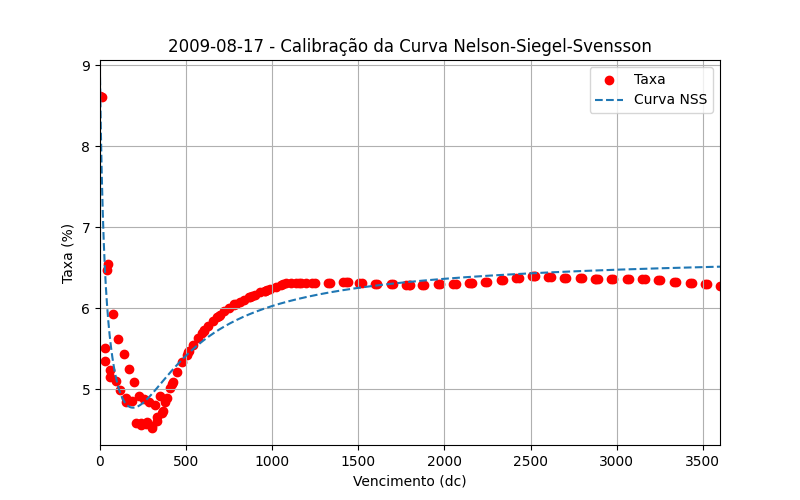 2009-08-17 - Calibração da Curva Nelson-Siegel-Svensson
Taxa
Curva NSS
9
8
7
6
5
Taxa (%)
0 500 1000 1500 2000 2500 3000 3500
Vencimento (dc)